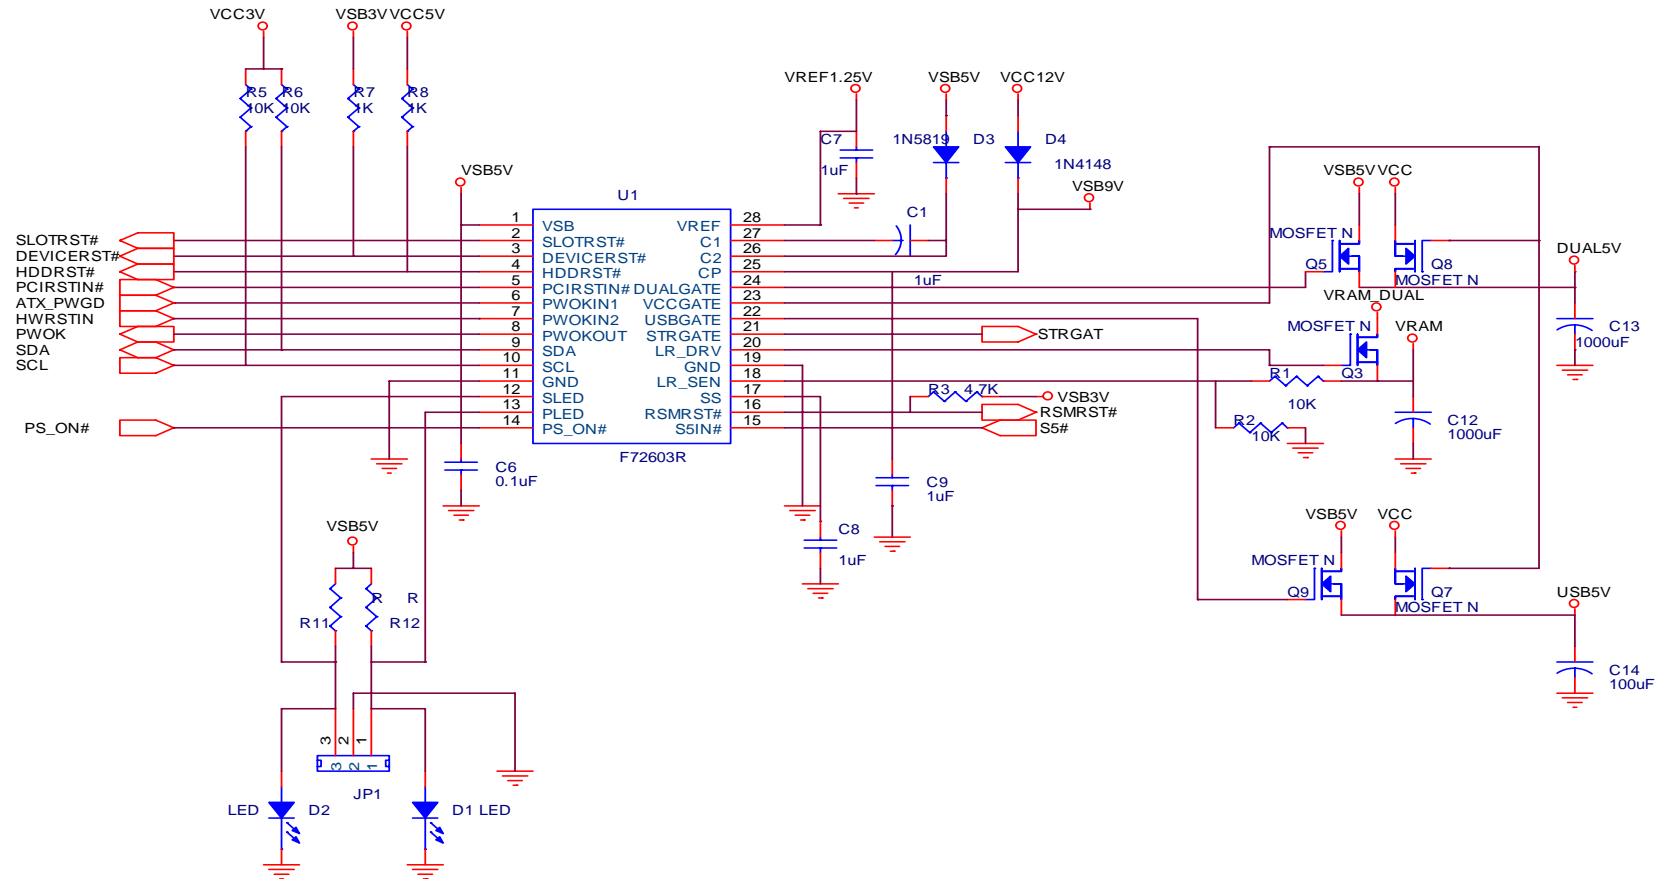 VCC3V
VSB3V VCC5V
R5
10K
R6
10K
R7
1K
R8
1K
VREF1.25V
VSB5V
VCC12V
C7
1uF
1N5819
D3
D4
1N4148
VSB9V
VSB5V
U1
C1
1uF
SLOTRST#
DEVICERST#
HDDRST#
PCIRSTIN#
ATX_PWGD
HWRSTIN
PWOK
SDA
SCL
PS_ON#
1 VSB
2 SLOTRST#
3 DEVICERST#
4 HDDRST#
5 PCIRSTIN#
6 PWOKIN1
7 PWOKIN2
8 PWOKOUT
9 SDA
10 SCL
11 GND
12 SLED
13 PLED
14 PS_ON#
VREF 28
C1 27
C2 26
CP 25
DUALGATE 24
VCCGATE 23
USBGATE 22
STRGATE 21
LR_DRV 20
GND 19
LR_SEN 18
SS 17
RSMRST# 16
S5IN# 15
F72603R
STRGAT
R3 4.7K
VSB3V
RSMRST#
S5#
VSB5V VCC
MOSFET N
Q5
Q8
MOSFET N
DUAL5V
C13
1000uF
VRAM_DUAL
MOSFET N
VRAM
Q3
R1
10K
R2
10K
C12
1000uF
C6
0.1uF
C9
1uF
C8
1uF
VSB5V
VCC
MOSFET N
Q9
Q7
MOSFET N
USB5V
C14
100uF
VSB5V
R R
R11
R12
3 2 1
3 2 1
JP1
LED D2
D1 LED